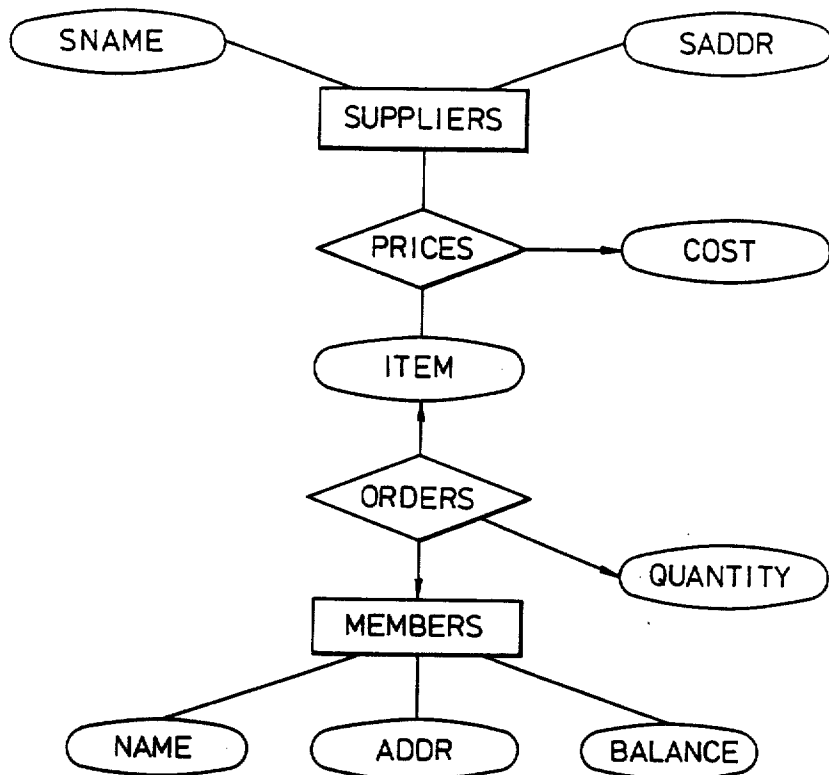 SNAME
SADDR
SUPPLIERS
PRICES
COST
ITEM
ORDERS
QUANTITY
MEMBERS
NAME
ADDR
BALANCE